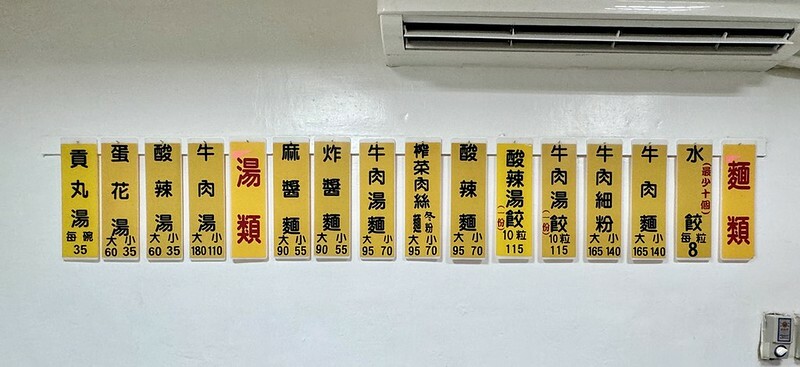 麵類
水餃
(最少十個)
每粒
8
牛肉麵
大小
165 140
牛肉細粉
大小
165 140
牛肉湯餃
(一份)
10粒
115
酸辣湯餃
(一份)
10粒
115
酸辣麵
大小
95 70
榨菜肉絲
麵
冬粉
大小
95 70
牛肉湯麵
大小
95 70
炸醬麵
大小
90 55
麻醬麵
大小
90 55
湯類
牛肉湯
大小
180 110
酸辣湯
大小
60 35
蛋花湯
大小
60 35
貢丸湯
每碗
35